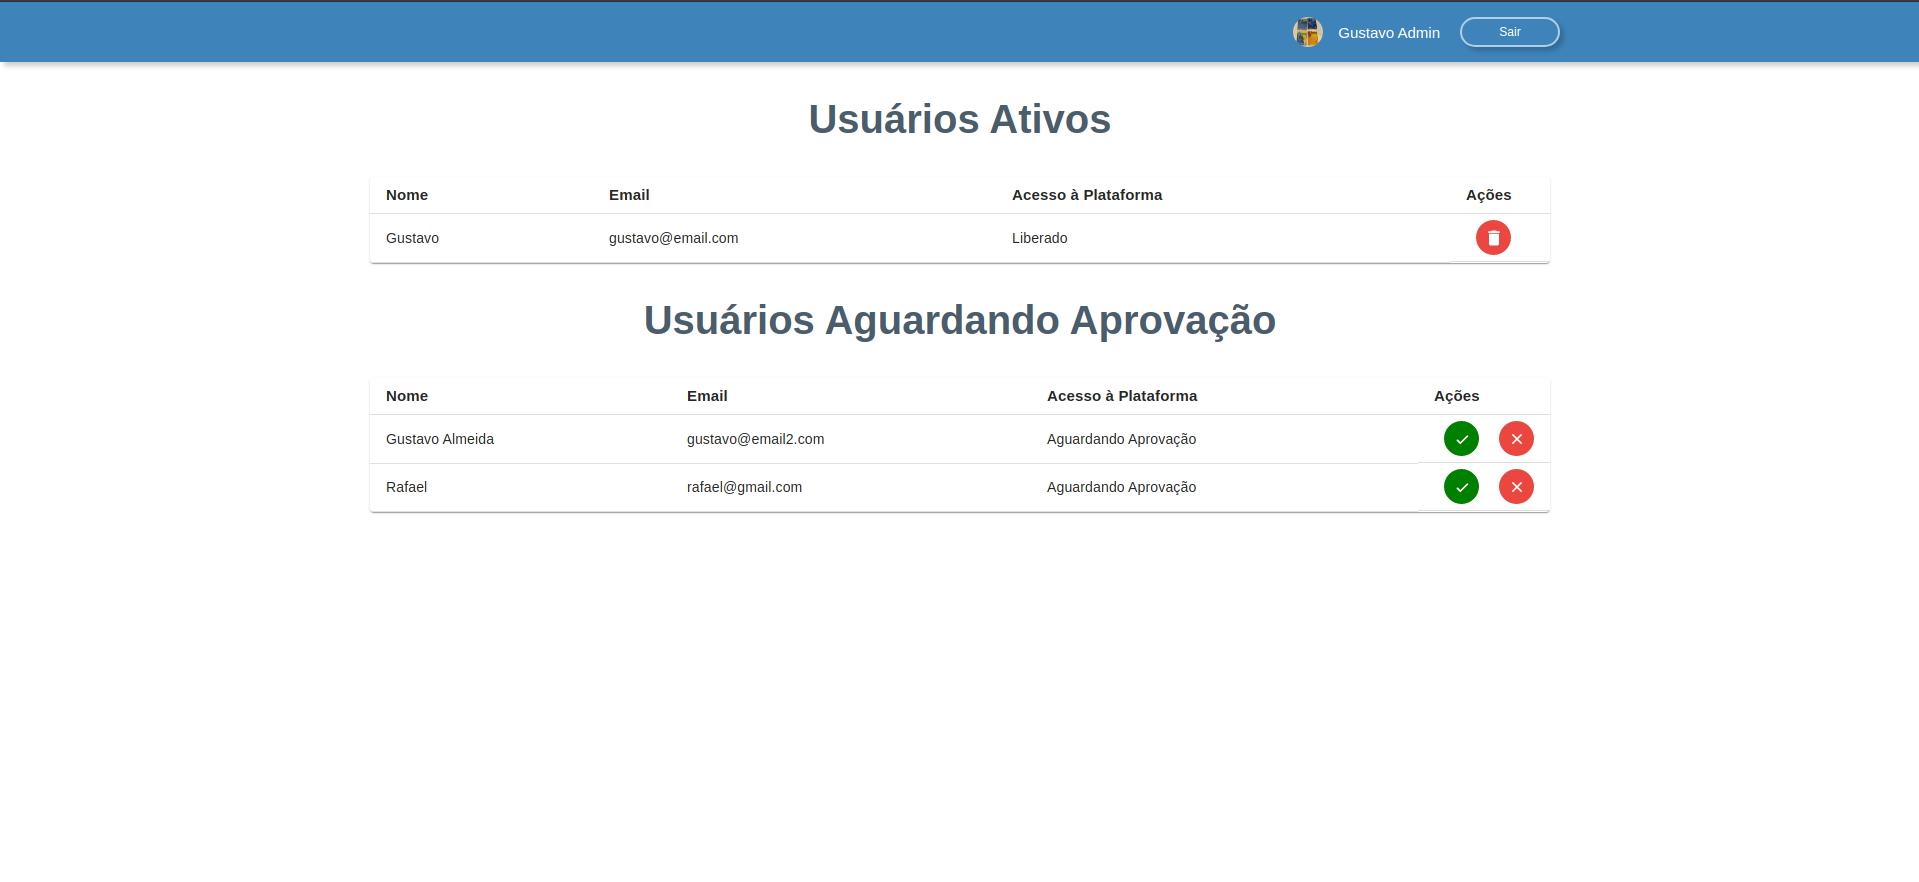 Gustavo Admin Sair
Usuários Ativos
Nome Email Acesso à Plataforma Ações
Gustavo gustavo@email.com Liberado
Usuários Aguardando Aprovação
Nome Email Acesso à Plataforma Ações
Gustavo Almeida gustavo@email2.com Aguardando Aprovação
Rafael rafael@gmail.com Aguardando Aprovação